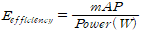 E_efficiency = mAP / Power (W)